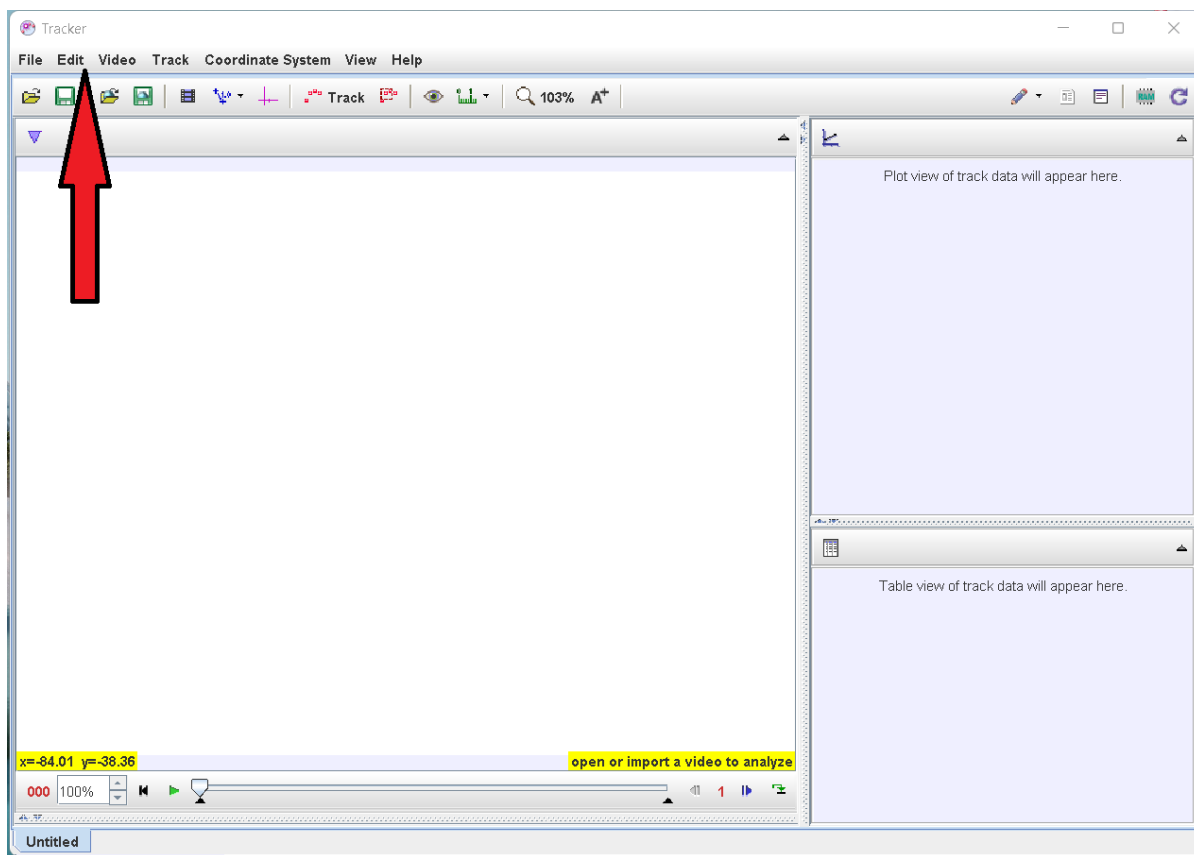 Tracker
File Edit Video Track Coordinate System View Help
Track 103% A+ RAM
Plot view of track data will appear here.
Table view of track data will appear here.
x=-84.01 y=-38.36 open or import a video to analyze
000 100% 1
Untitled